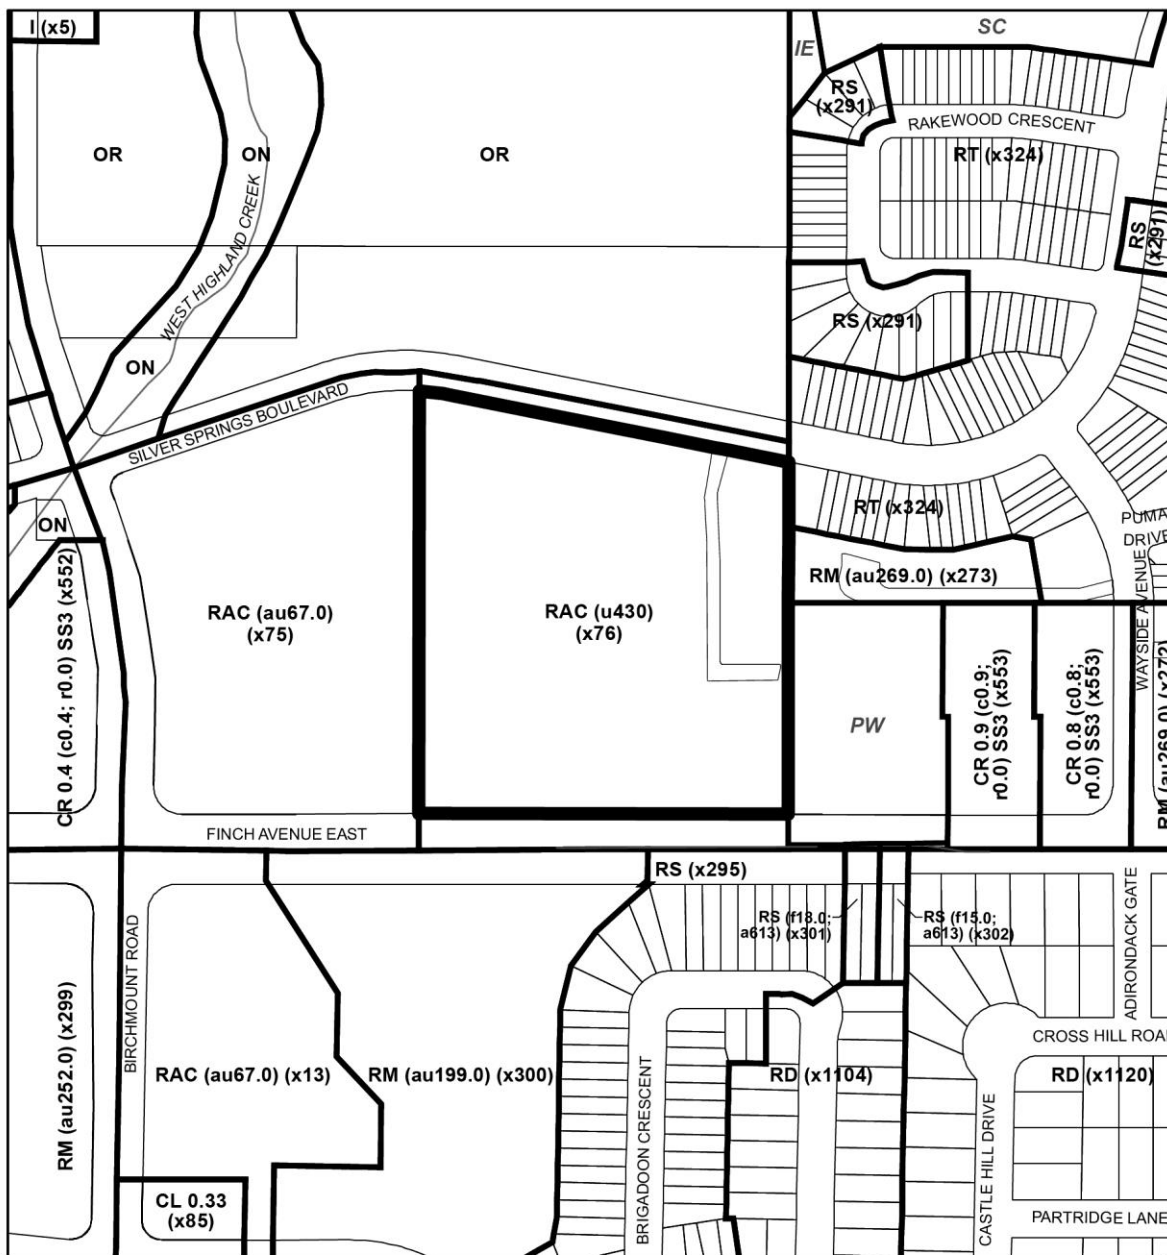 I (x5)
SC
IE
RS
(x291)
RAKEWOOD CRESCENT
OR
ON
OR
RT (x324)
WEST HIGHLAND CREEK
RS
(x291)
RS (x291)
ON
SILVER SPRINGS BOULEVARD
RT (x324)
PUMA
DRIVE
ON
RM (au269.0) (x273)
WAYSIDE AVENUE
CR 0.4 (c0.4; r0.0) SS3 (x552)
RAC (au67.0)
(x75)
RAC (u430)
(x76)
PW
CR 0.9 (c0.9;
r0.0) SS3 (x553)
CR 0.8 (c0.8;
r0.0) SS3 (x553)
RM (au269.0) (x272)
FINCH AVENUE EAST
RS (x295)
RS (f18.0;
a613) (x301)
RS (f15.0;
a613) (x302)
ADIRONDACK GATE
BIRCHMOUNT ROAD
RM (au252.0) (x299)
CROSS HILL ROAD
RAC (au67.0) (x13)
RM (au199.0) (x300)
RD (x1104)
RD (x1120)
BRIGADOON CRESCENT
CASTLE HILL DRIVE
CL 0.33
(x85)
PARTRIDGE LANE